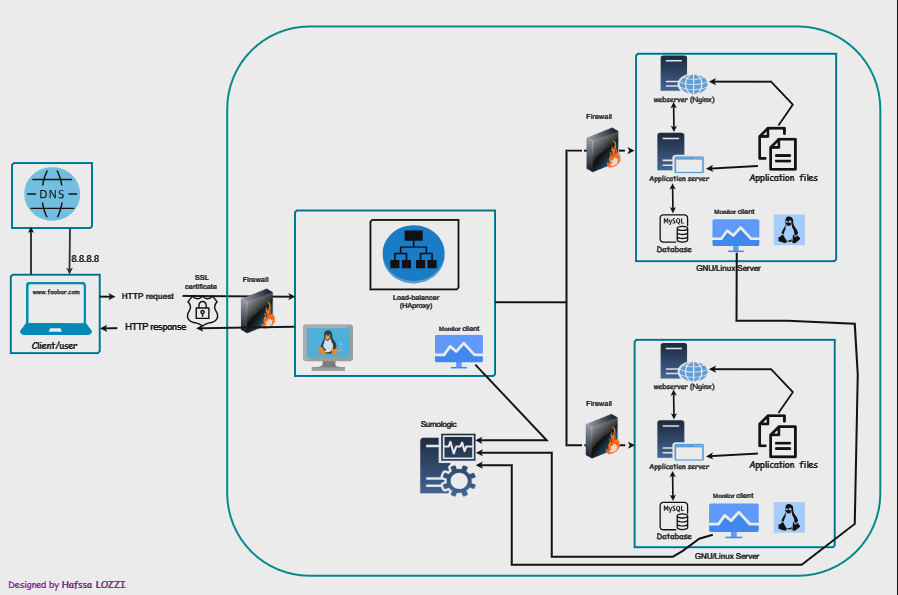 DNS
8.8.8.8
www.foobar.com
Client/user
HTTP request
HTTP response
SSL
certificate
Firewall
Load-balancer
(HAproxy)
Monitor client
Sumologic
Firewall
webserver (Nginx)
Application server
Application files
MySQL
Database
Monitor client
GNU/Linux Server
Firewall
webserver (Nginx)
Application server
Application files
MySQL
Database
Monitor client
GNU/Linux Server
Designed by Hafssa LOZZI